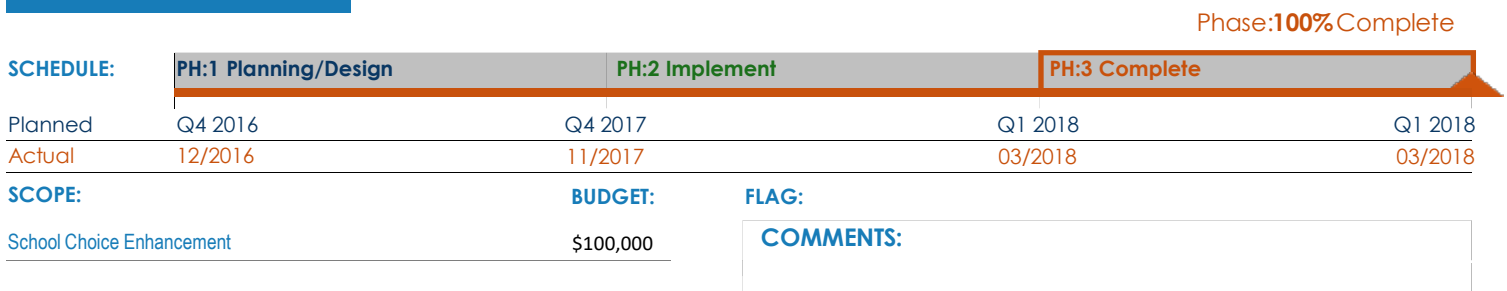 Phase:100% Complete
SCHEDULE: PH:1 Planning/Design PH:2 Implement PH:3 Complete
Planned Q4 2016 Q4 2017 Q1 2018 Q1 2018
Actual 12/2016 11/2017 03/2018 03/2018
SCOPE: BUDGET: FLAG:
School Choice Enhancement $100,000 COMMENTS: